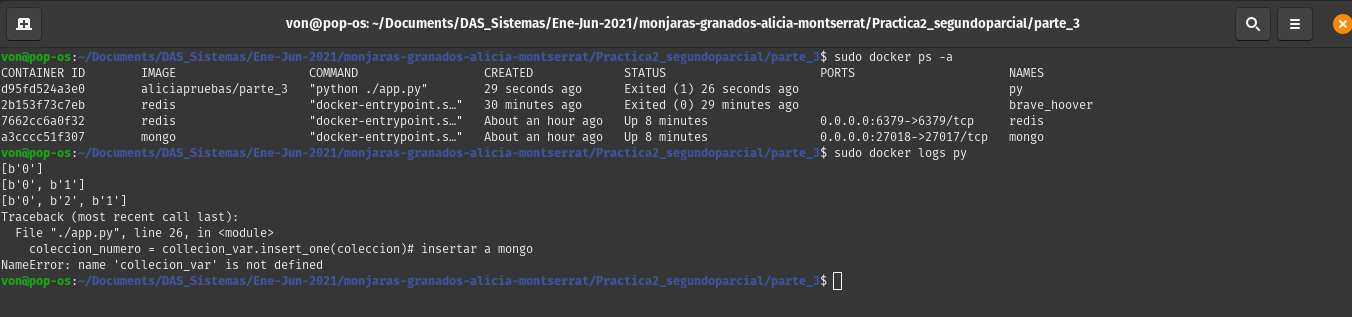 von@pop-os: ~/Documents/DAS_Sistemas/Ene-Jun-2021/monjaras-granados-alicia-montserrat/Practica2_segundoparcial/parte_3
von@pop-os:~/Documents/DAS_Sistemas/Ene-Jun-2021/monjaras-granados-alicia-montserrat/Practica2_segundoparcial/parte_3$ sudo docker ps -a
CONTAINER ID IMAGE COMMAND CREATED STATUS PORTS NAMES
d95fd524a3e0 aliciapruebas/parte_3 "python ./app.py" 29 seconds ago Exited (1) 26 seconds ago py
2b153f73c7eb redis "docker-entrypoint.s…" 30 minutes ago Exited (0) 29 minutes ago brave_hoover
7662cc6a0f32 redis "docker-entrypoint.s…" About an hour ago Up 8 minutes 0.0.0.0:6379->6379/tcp redis
a3cccc51f307 mongo "docker-entrypoint.s…" About an hour ago Up 8 minutes 0.0.0.0:27018->27017/tcp mongo
von@pop-os:~/Documents/DAS_Sistemas/Ene-Jun-2021/monjaras-granados-alicia-montserrat/Practica2_segundoparcial/parte_3$ sudo docker logs py
[b'0']
[b'0', b'1']
[b'0', b'2', b'1']
Traceback (most recent call last):
File "./app.py", line 26, in <module>
coleccion_numero = collecion_var.insert_one(coleccion)# insertar a mongo
NameError: name 'collecion_var' is not defined
von@pop-os:~/Documents/DAS_Sistemas/Ene-Jun-2021/monjaras-granados-alicia-montserrat/Practica2_segundoparcial/parte_3$